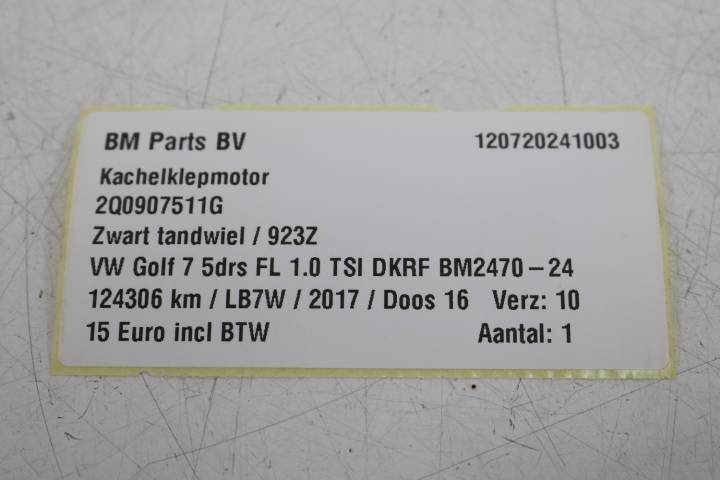 BM Parts BV 120720241003
Kachelklepmotor
2Q0907511G
Zwart tandwiel / 923Z
VW Golf 7 5drs FL 1.0 TSI DKRF BM2470-24
124306 km / LB7W / 2017 / Doos 16 Verz: 10
15 Euro incl BTW Aantal: 1